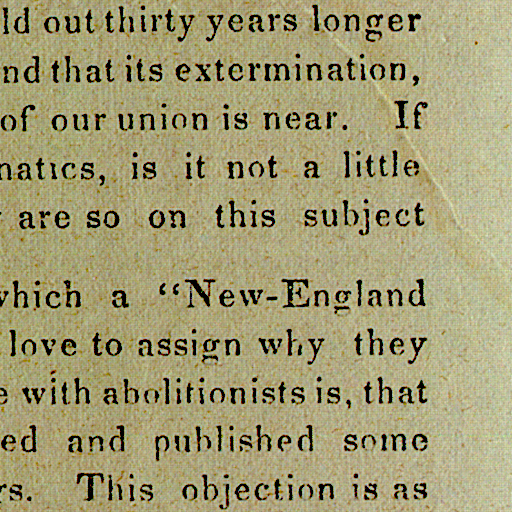 ld out thirty years longer
nd that its extermination,
of our union is near. If
natics, is it not a little
are so on this subject
which a “New-England
love to assign why they
e with abolitionists is, that
ed and published some
rs. This objection is as